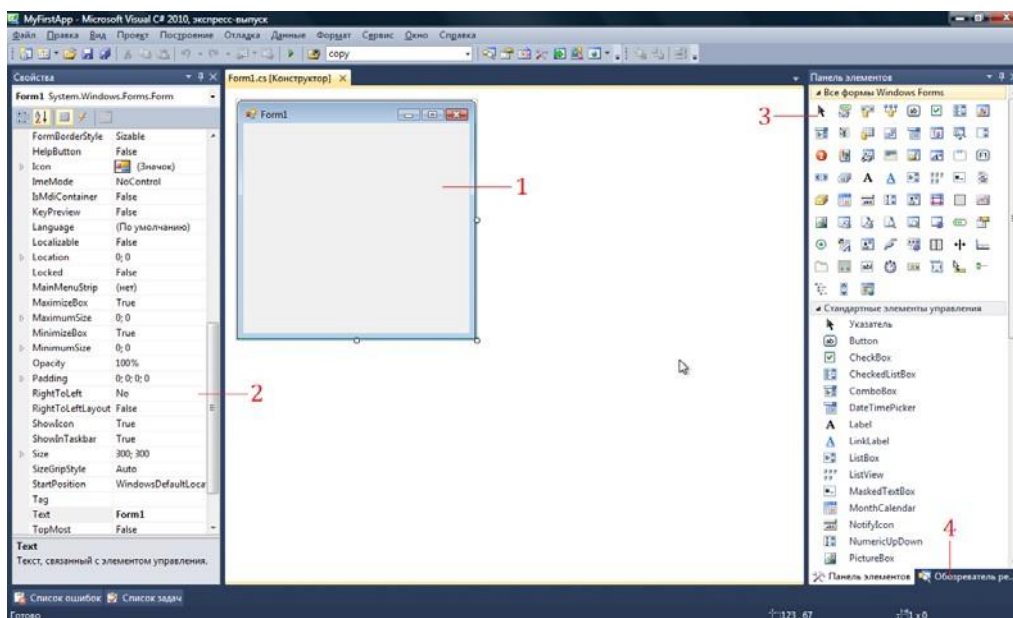 MyFirstApp - Microsoft Visual C# 2010, экспресс-выпуск
Файл Правка Вид Проект Построение Отладка Данные Формат Сервис Окно Справка
copy
Свойства
Form1 System.Windows.Forms.Form
FormBorderStyle Sizable
HelpButton False
Icon (Значок)
ImeMode NoControl
IsMdiContainer False
KeyPreview False
Language (По умолчанию)
Localizable False
Location 0; 0
Locked False
MainMenuStrip (нет)
MaximizeBox True
MaximumSize 0; 0
MinimizeBox True
MinimumSize 0; 0
Opacity 100%
Padding 0; 0; 0; 0
RightToLeft No
RightToLeftLayout False
ShowIcon True
ShowInTaskbar True
Size 300; 300
SizeGripStyle Auto
StartPosition WindowsDefaultLoca
Tag
Text Form1
TopMost False
Text
Текст, связанный с элементом управления.
2
Form1.cs [Конструктор]
Form1
1
Панель элементов
Все формы Windows Forms
3
Стандартные элементы управления
Указатель
Button
CheckBox
CheckedListBox
ComboBox
DateTimePicker
Label
LinkLabel
ListBox
ListView
MaskedTextBox
MonthCalendar
NotifyIcon
NumericUpDown
PictureBox
4
Панель элементов Обозреватель ре...
Список ошибок Список задач
Готово
123, 67
1 x 0